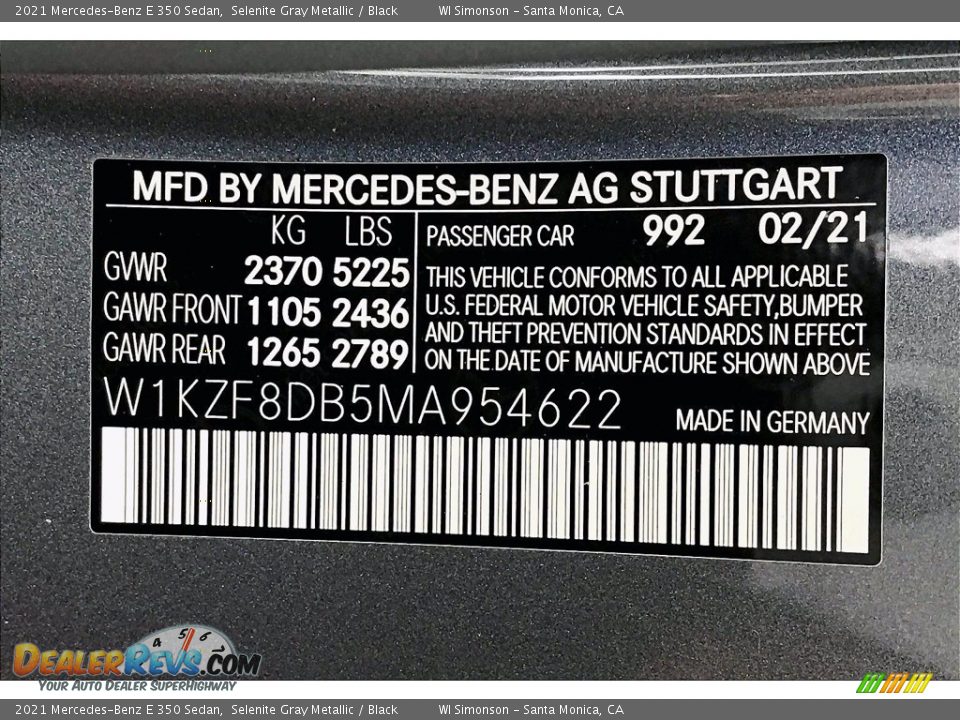 2021 Mercedes-Benz E 350 Sedan, Selenite Gray Metallic / Black WI Simonson - Santa Monica, CA
MFD BY MERCEDES-BENZ AG STUTTGART
KG LBS
GVWR 2370 5225
GAWR FRONT 1105 2436
GAWR REAR 1265 2789
PASSENGER CAR 992 02/21
THIS VEHICLE CONFORMS TO ALL APPLICABLE
U.S. FEDERAL MOTOR VEHICLE SAFETY,BUMPER
AND THEFT PREVENTION STANDARDS IN EFFECT
ON THE DATE OF MANUFACTURE SHOWN ABOVE
W1KZF8DB5MA954622
MADE IN GERMANY
4 5 6
DEALERREVS.COM
YOUR AUTO DEALER SUPERHIGHWAY
2021 Mercedes-Benz E 350 Sedan, Selenite Gray Metallic / Black WI Simonson - Santa Monica, CA